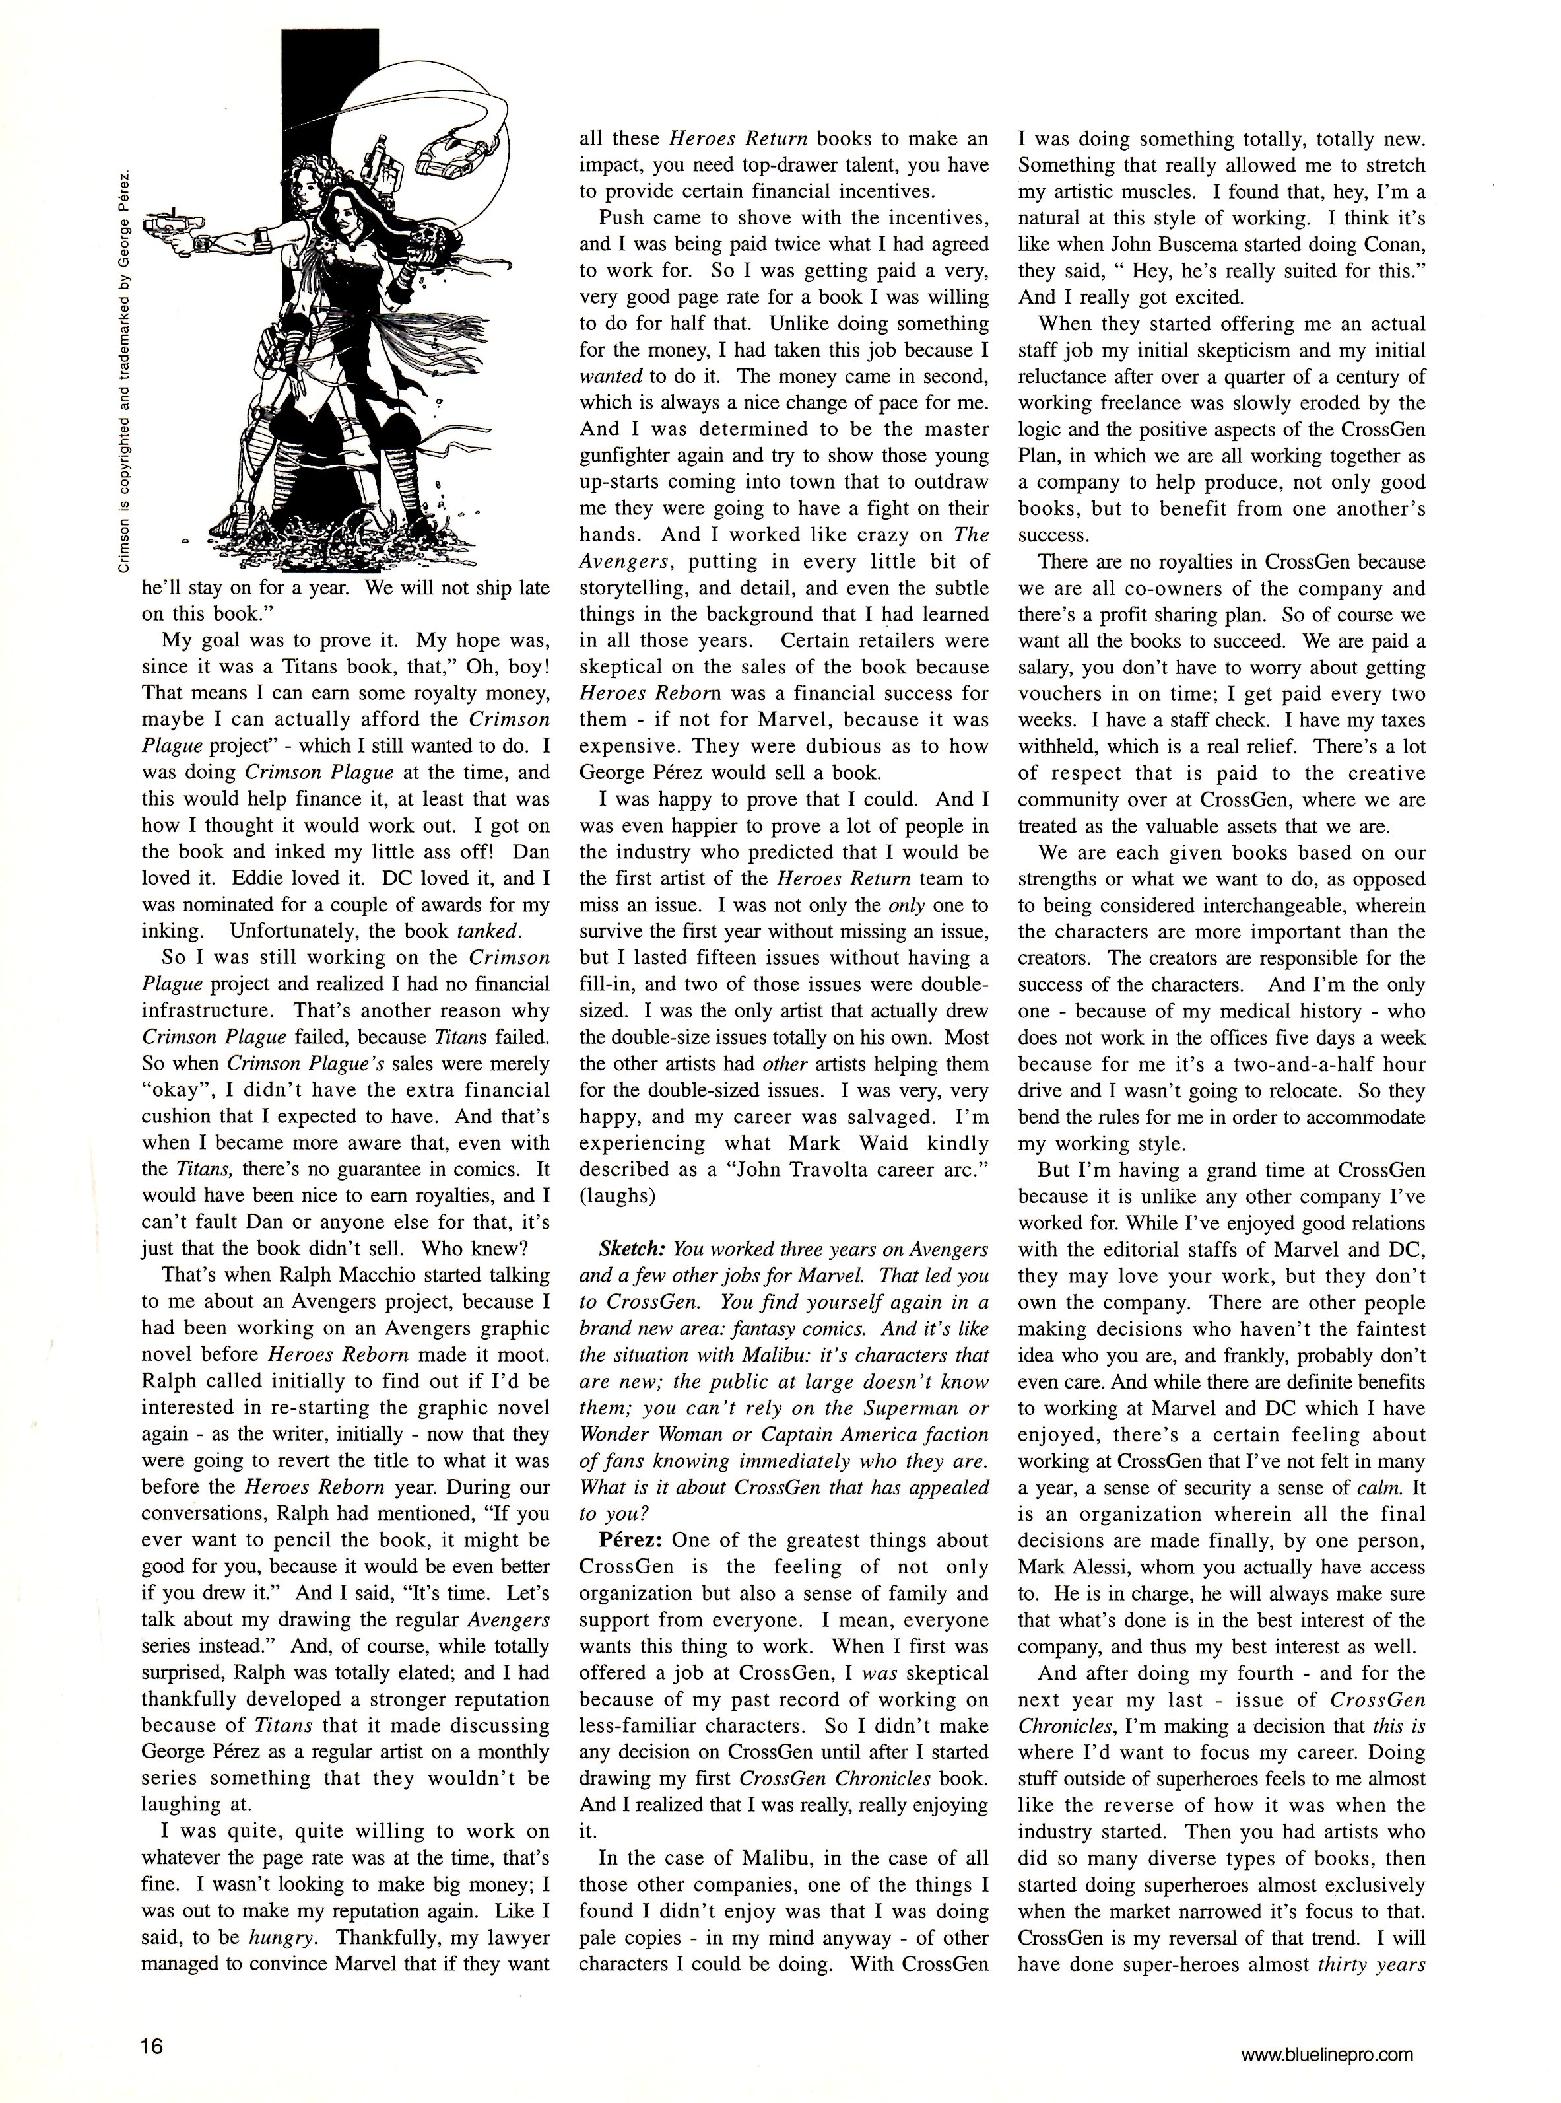 Crimson is copyrighted and trademarked by George Pérez.
he'll stay on for a year. We will not ship late
on this book."
My goal was to prove it. My hope was,
since it was a Titans book, that," Oh, boy!
That means I can earn some royalty money,
maybe I can actually afford the Crimson
Plague project" - which I still wanted to do. I
was doing Crimson Plague at the time, and
this would help finance it, at least that was
how I thought it would work out. I got on
the book and inked my little ass off! Dan
loved it. Eddie loved it. DC loved it, and I
was nominated for a couple of awards for my
inking. Unfortunately, the book tanked.
So I was still working on the Crimson
Plague project and realized I had no financial
infrastructure. That's another reason why
Crimson Plague failed, because Titans failed.
So when Crimson Plague's sales were merely
"okay", I didn't have the extra financial
cushion that I expected to have. And that's
when I became more aware that, even with
the Titans, there's no guarantee in comics. It
would have been nice to earn royalties, and I
can't fault Dan or anyone else for that, it's
just that the book didn't sell. Who knew?
That's when Ralph Macchio started talking
to me about an Avengers project, because I
had been working on an Avengers graphic
novel before Heroes Reborn made it moot.
Ralph called initially to find out if I'd be
interested in re-starting the graphic novel
again - as the writer, initially - now that they
were going to revert the title to what it was
before the Heroes Reborn year. During our
conversations, Ralph had mentioned, "If you
ever want to pencil the book, it might be
good for you, because it would be even better
if you drew it." And I said, "It's time. Let's
talk about my drawing the regular Avengers
series instead." And, of course, while totally
surprised, Ralph was totally elated; and I had
thankfully developed a stronger reputation
because of Titans that it made discussing
George Pérez as a regular artist on a monthly
series something that they wouldn't be
laughing at.
I was quite, quite willing to work on
whatever the page rate was at the time, that's
fine. I wasn't looking to make big money; I
was out to make my reputation again. Like I
said, to be hungry. Thankfully, my lawyer
managed to convince Marvel that if they want
all these Heroes Return books to make an
impact, you need top-drawer talent, you have
to provide certain financial incentives.
Push came to shove with the incentives,
and I was being paid twice what I had agreed
to work for. So I was getting paid a very,
very good page rate for a book I was willing
to do for half that. Unlike doing something
for the money, I had taken this job because I
wanted to do it. The money came in second,
which is always a nice change of pace for me.
And I was determined to be the master
gunfighter again and try to show those young
up-starts coming into town that to outdraw
me they were going to have a fight on their
hands. And I worked like crazy on The
Avengers, putting in every little bit of
storytelling, and detail, and even the subtle
things in the background that I had learned
in all those years. Certain retailers were
skeptical on the sales of the book because
Heroes Reborn was a financial success for
them - if not for Marvel, because it was
expensive. They were dubious as to how
George Pérez would sell a book.
I was happy to prove that I could. And I
was even happier to prove a lot of people in
the industry who predicted that I would be
the first artist of the Heroes Return team to
miss an issue. I was not only the only one to
survive the first year without missing an issue,
but I lasted fifteen issues without having a
fill-in, and two of those issues were double-
sized. I was the only artist that actually drew
the double-size issues totally on his own. Most
the other artists had other artists helping them
for the double-sized issues. I was very, very
happy, and my career was salvaged. I'm
experiencing what Mark Waid kindly
described as a "John Travolta career arc."
(laughs)
Sketch: You worked three years on Avengers
and a few other jobs for Marvel. That led you
to CrossGen. You find yourself again in a
brand new area: fantasy comics. And it's like
the situation with Malibu: it's characters that
are new; the public at large doesn't know
them; you can't rely on the Superman or
Wonder Woman or Captain America faction
of fans knowing immediately who they are.
What is it about CrossGen that has appealed
to you?
Pérez: One of the greatest things about
CrossGen is the feeling of not only
organization but also a sense of family and
support from everyone. I mean, everyone
wants this thing to work. When I first was
offered a job at CrossGen, I was skeptical
because of my past record of working on
less-familiar characters. So I didn't make
any decision on CrossGen until after I started
drawing my first CrossGen Chronicles book.
And I realized that I was really, really enjoying
it.
In the case of Malibu, in the case of all
those other companies, one of the things I
found I didn't enjoy was that I was doing
pale copies - in my mind anyway - of other
characters I could be doing. With CrossGen
I was doing something totally, totally new.
Something that really allowed me to stretch
my artistic muscles. I found that, hey, I'm a
natural at this style of working. I think it's
like when John Buscema started doing Conan,
they said, " Hey, he's really suited for this."
And I really got excited.
When they started offering me an actual
staff job my initial skepticism and my initial
reluctance after over a quarter of a century of
working freelance was slowly eroded by the
logic and the positive aspects of the CrossGen
Plan, in which we are all working together as
a company to help produce, not only good
books, but to benefit from one another's
success.
There are no royalties in CrossGen because
we are all co-owners of the company and
there's a profit sharing plan. So of course we
want all the books to succeed. We are paid a
salary, you don't have to worry about getting
vouchers in on time; I get paid every two
weeks. I have a staff check. I have my taxes
withheld, which is a real relief. There's a lot
of respect that is paid to the creative
community over at CrossGen, where we are
treated as the valuable assets that we are.
We are each given books based on our
strengths or what we want to do, as opposed
to being considered interchangeable, wherein
the characters are more important than the
creators. The creators are responsible for the
success of the characters. And I'm the only
one - because of my medical history - who
does not work in the offices five days a week
because for me it's a two-and-a-half hour
drive and I wasn't going to relocate. So they
bend the rules for me in order to accommodate
my working style.
But I'm having a grand time at CrossGen
because it is unlike any other company I've
worked for. While I've enjoyed good relations
with the editorial staffs of Marvel and DC,
they may love your work, but they don't
own the company. There are other people
making decisions who haven't the faintest
idea who you are, and frankly, probably don't
even care. And while there are definite benefits
to working at Marvel and DC which I have
enjoyed, there's a certain feeling about
working at CrossGen that I've not felt in many
a year, a sense of security a sense of calm. It
is an organization wherein all the final
decisions are made finally, by one person,
Mark Alessi, whom you actually have access
to. He is in charge, he will always make sure
that what's done is in the best interest of the
company, and thus my best interest as well.
And after doing my fourth - and for the
next year my last - issue of CrossGen
Chronicles, I'm making a decision that this is
where I'd want to focus my career. Doing
stuff outside of superheroes feels to me almost
like the reverse of how it was when the
industry started. Then you had artists who
did so many diverse types of books, then
started doing superheroes almost exclusively
when the market narrowed it's focus to that.
CrossGen is my reversal of that trend. I will
have done super-heroes almost thirty years
16
www.bluelinepro.com